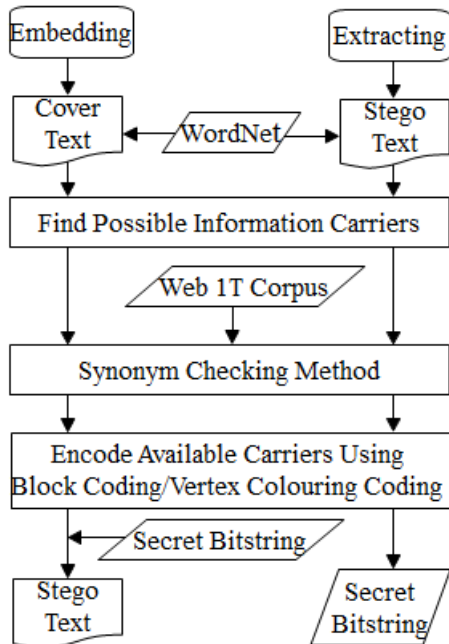 Embedding
Extracting
Cover
Text
WordNet
Stego
Text
Find Possible Information Carriers
Web 1T Corpus
Synonym Checking Method
Encode Available Carriers Using
Block Coding/Vertex Colouring Coding
Secret Bitstring
Stego
Text
Secret
Bitstring